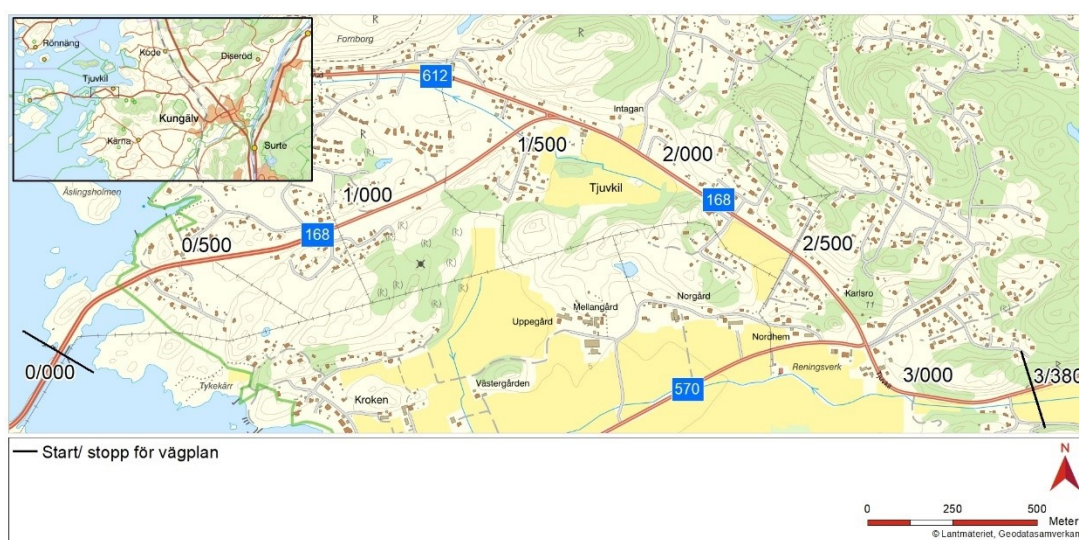 Rönnäng
Kode
Diseröd
Tjuvkil
Kungälv
Kärna
Surte
Åslingsholmen
Fornborg
R
612
Intagan
R
1/500
2/000
1/000
Tjuvkil
168
0/500
168
2/500
(R) (R)
(R)
(R)
(R)
(R)
(R)
Karlsro
T1
Mellangård
Norgård
Uppegård
Nordhem
0/000
Tykekärr
Västergården
Reningsverk
3/000
3/380
Kroken
570
Start/ stopp för vägplan
N
0 250 500
Meter
© Lantmäteriet, Geodatasamverkan